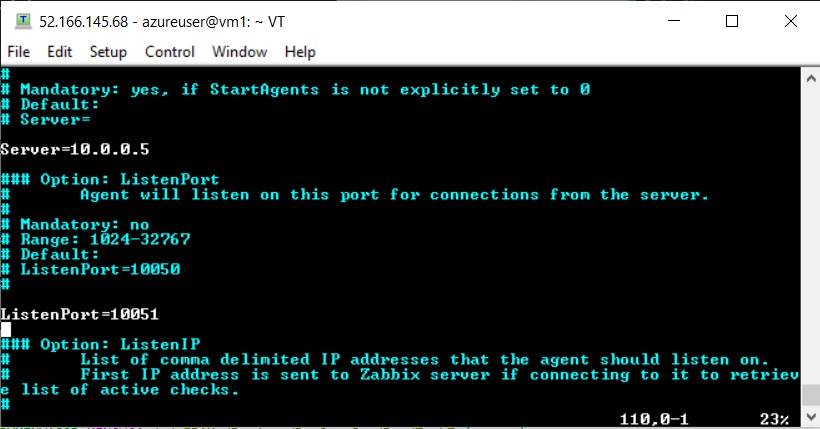 52.166.145.68 - azureuser@vm1: ~ VT
File Edit Setup Control Window Help
#
# Mandatory: yes, if StartAgents is not explicitly set to 0
# Default:
# Server=
Server=10.0.0.5
### Option: ListenPort
# Agent will listen on this port for connections from the server.
#
# Mandatory: no
# Range: 1024-32767
# Default:
# ListenPort=10050
#
ListenPort=10051
### Option: ListenIP
# List of comma delimited IP addresses that the agent should listen on.
# First IP address is sent to Zabbix server if connecting to it to retriev
e list of active checks.
#
110,0-1 23%